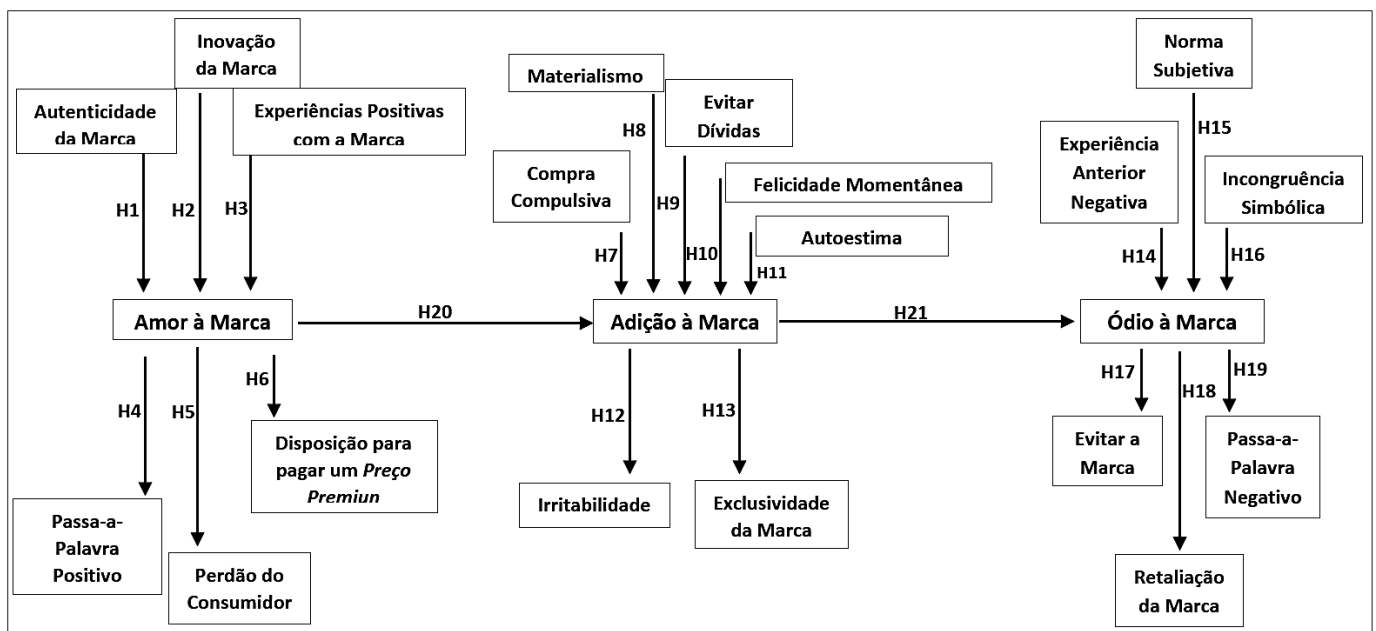 Inovação
da Marca
Autenticidade
da Marca
Experiências Positivas
com a Marca
H1
H2
H3
Amor à Marca
H4
H5
H6
Passa-a-
Palavra
Positivo
Perdão do
Consumidor
Disposição para
pagar um Preço
Premiun
H20
Materialismo
Evitar
Dívidas
Compra
Compulsiva
Felicidade Momentânea
Autoestima
H7
H8
H9
H10
H11
Adição à Marca
H12
H13
Irritabilidade
Exclusividade
da Marca
H21
Norma
Subjetiva
Experiência
Anterior
Negativa
Incongruência
Simbólica
H14
H15
H16
Ódio à Marca
H17
H18
H19
Evitar a
Marca
Passa-a-
Palavra
Negativo
Retaliação
da Marca